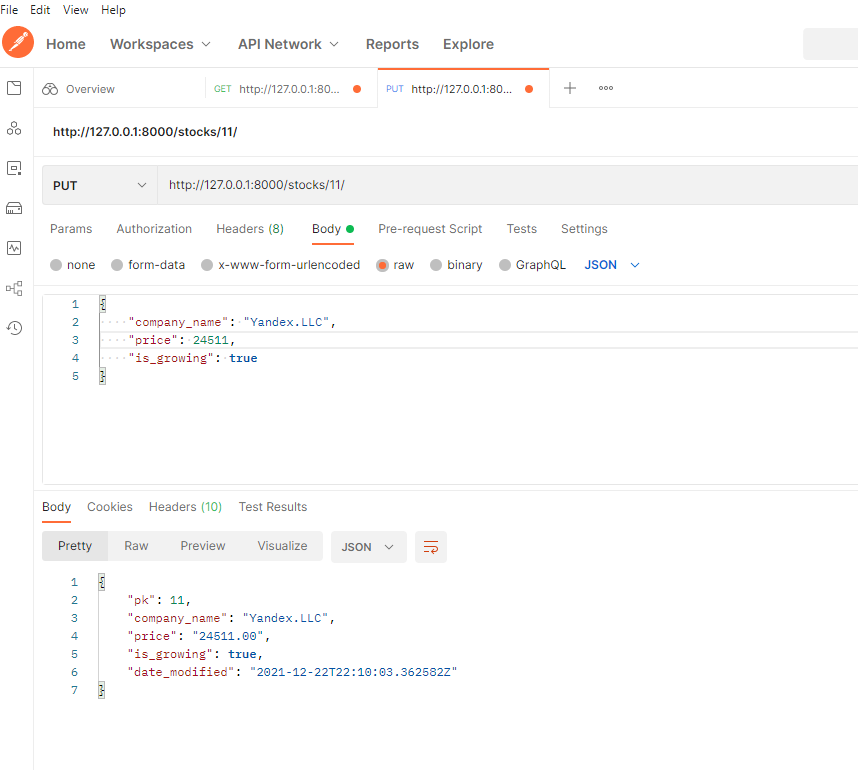 File Edit View Help
Home Workspaces API Network Reports Explore
Overview GET http://127.0.0.1:80... PUT http://127.0.0.1:80...
http://127.0.0.1:8000/stocks/11/
PUT http://127.0.0.1:8000/stocks/11/
Params Authorization Headers (8) Body Pre-request Script Tests Settings
none form-data x-www-form-urlencoded raw binary GraphQL JSON
1 {
2 "company_name": "Yandex.LLC",
3 "price": 24511,
4 "is_growing": true
5 }
Body Cookies Headers (10) Test Results
Pretty Raw Preview Visualize JSON
1 {
2 "pk": 11,
3 "company_name": "Yandex.LLC",
4 "price": "24511.00",
5 "is_growing": true,
6 "date_modified": "2021-12-22T22:10:03.362582Z"
7 }